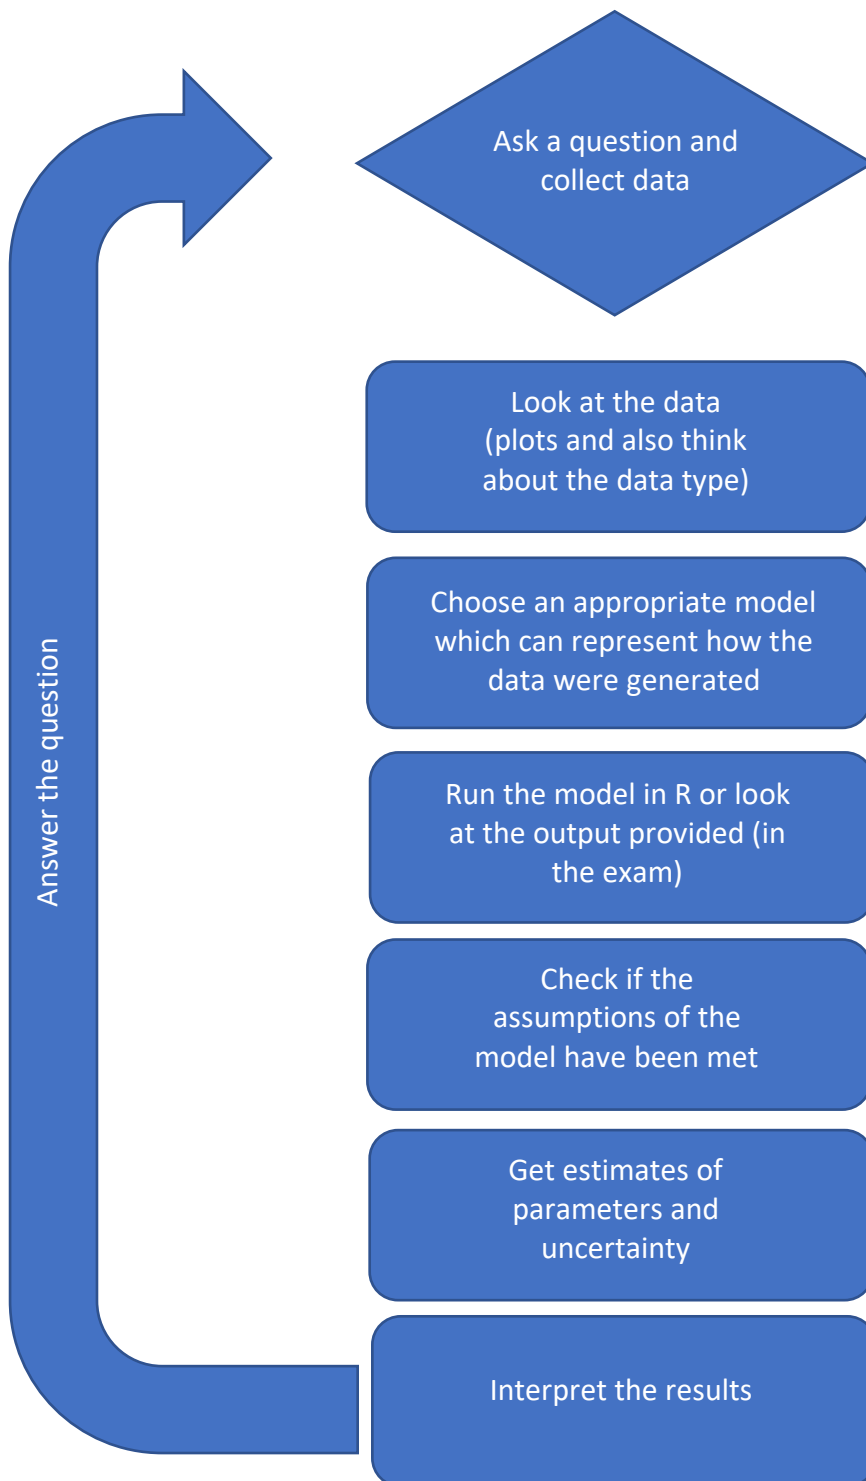 Ask a question and
collect data
Look at the data
(plots and also think
about the data type)
Choose an appropriate model
which can represent how the
data were generated
Run the model in R or look
at the output provided (in
the exam)
Check if the
assumptions of the
model have been met
Get estimates of
parameters and
uncertainty
Interpret the results
Answer the question